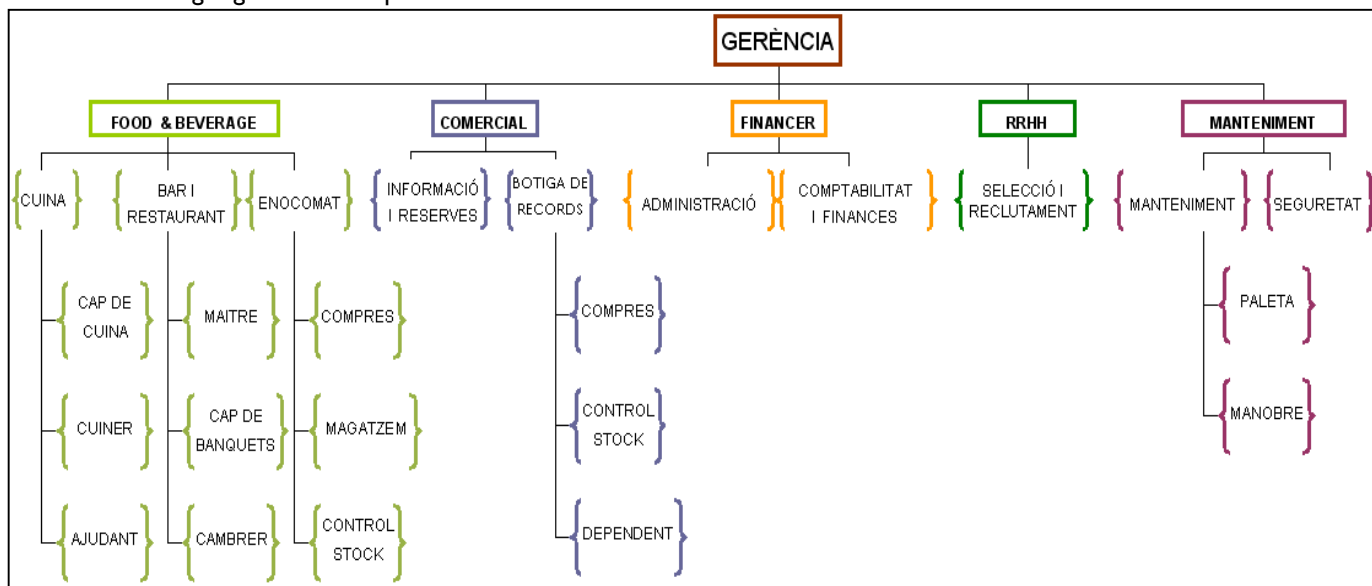 GERÈNCIA
FOOD & BEVERAGE
COMERCIAL
FINANCER
RRHH
MANTENIMENT
CUINA
BAR I
RESTAURANT
ENOCOMAT
INFORMACIÓ
I RESERVES
BOTIGA DE
RECORDS
ADMINISTRACIÓ
COMPTABILITAT
I FINANCES
SELECCIÓ I
RECLUTAMENT
MANTENIMENT
SEGURETAT
CAP DE
CUINA
MAITRE
COMPRES
COMPRES
PALETA
CUINER
CAP DE
BANQUETS
MAGATZEM
CONTROL
STOCK
MANOBRE
AJUDANT
CAMBRER
CONTROL
STOCK
DEPENDENT